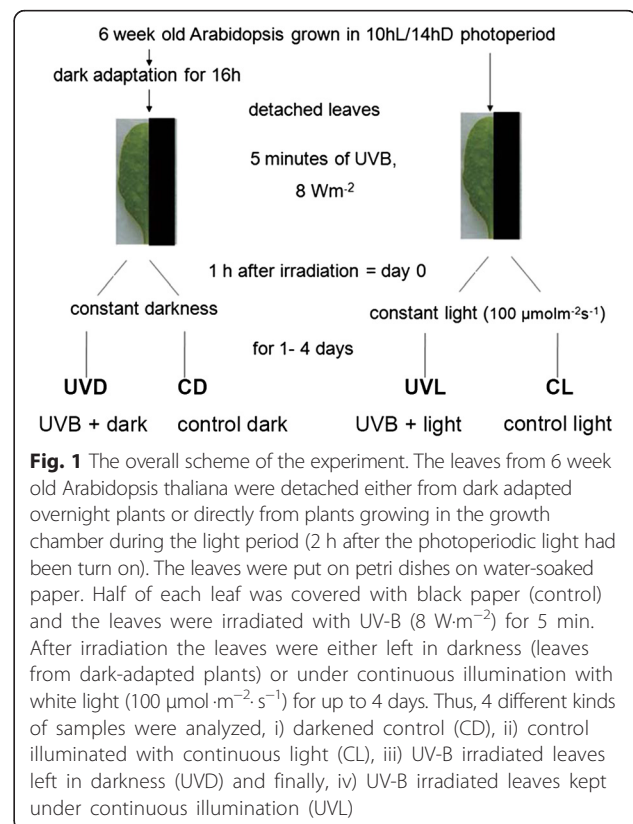 6 week old Arabidopsis grown in 10hL/14hD photoperiod
dark adaptation for 16h
detached leaves
5 minutes of UVB,
8 Wm-2
1 h after irradiation = day 0
constant darkness
constant light (100 µmolm-2s-1)
for 1- 4 days
UVD CD UVL CL
UVB + dark control dark UVB + light control light
Fig. 1 The overall scheme of the experiment. The leaves from 6 week
old Arabidopsis thaliana were detached either from dark adapted
overnight plants or directly from plants growing in the growth
chamber during the light period (2 h after the photoperiodic light had
been turn on). The leaves were put on petri dishes on water-soaked
paper. Half of each leaf was covered with black paper (control)
and the leaves were irradiated with UV-B (8 W·m−2) for 5 min.
After irradiation the leaves were either left in darkness (leaves
from dark-adapted plants) or under continuous illumination with
white light (100 μmol·m−2·s−1) for up to 4 days. Thus, 4 different kinds
of samples were analyzed, i) darkened control (CD), ii) control
illuminated with continuous light (CL), iii) UV-B irradiated leaves
left in darkness (UVD) and finally, iv) UV-B irradiated leaves kept
under continuous illumination (UVL)